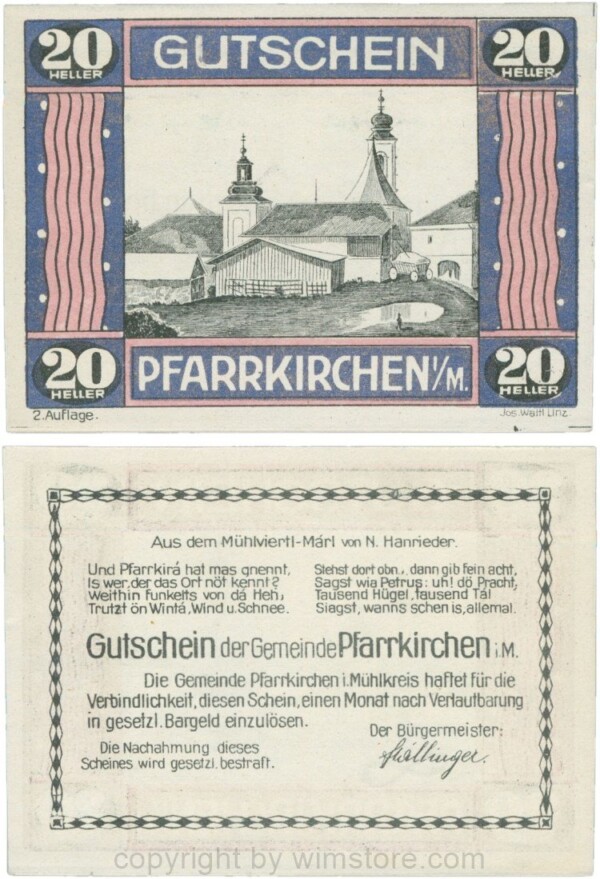 20 HELLER GUTSCHEIN 20 HELLER
20 HELLER PFARRKIRCHEN I/M. 20 HELLER
2. Auflage. Jos. Waitl Linz.
Aus dem Mühlviertl-Márl von N. Hanrieder.
Und Pfarrkirá hat mas gnennt,
Is wer, der das Ort nöt kennt?
Weithin funkelts von dá Heh,
Trutzt ön Wintá, Wind u. Schnee.
Stehst dort obn., dann gib fein acht,
Sagst wia Petrus: uh! dö Pracht,
Tausend Hügel, tausend Tál
Siagst, wanns schen is, allemal.
Gutschein der Gemeinde Pfarrkirchen i.M.
Die Gemeinde Pfarrkirchen i. Mühlkreis haftet für die
Verbindlichkeit, diesen Schein, einen Monat nach Verlautbarung
in gesetzl. Bargeld einzulösen.
Der Bürgermeister:
Die Nachahmung dieses
Scheines wird gesetzl. bestraft.
copyright by wimstore.com